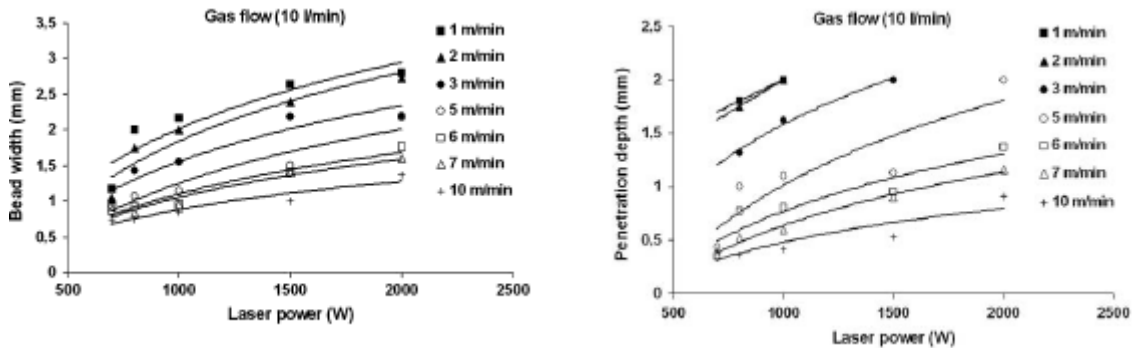 Gas flow (10 l/min)
3.5
3
2.5
2
1.5
1
0.5
0
500
1000
1500
2000
2500
Bead width (mm)
Laser power (W)
1 m/min
2 m/min
3 m/min
5 m/min
6 m/min
7 m/min
10 m/min
Gas flow (10 l/min)
2.5
2
1.5
1
0.5
0
500
1000
1500
2000
2500
Penetration depth (mm)
Laser power (W)
1 m/min
2 m/min
3 m/min
5 m/min
6 m/min
7 m/min
10 m/min